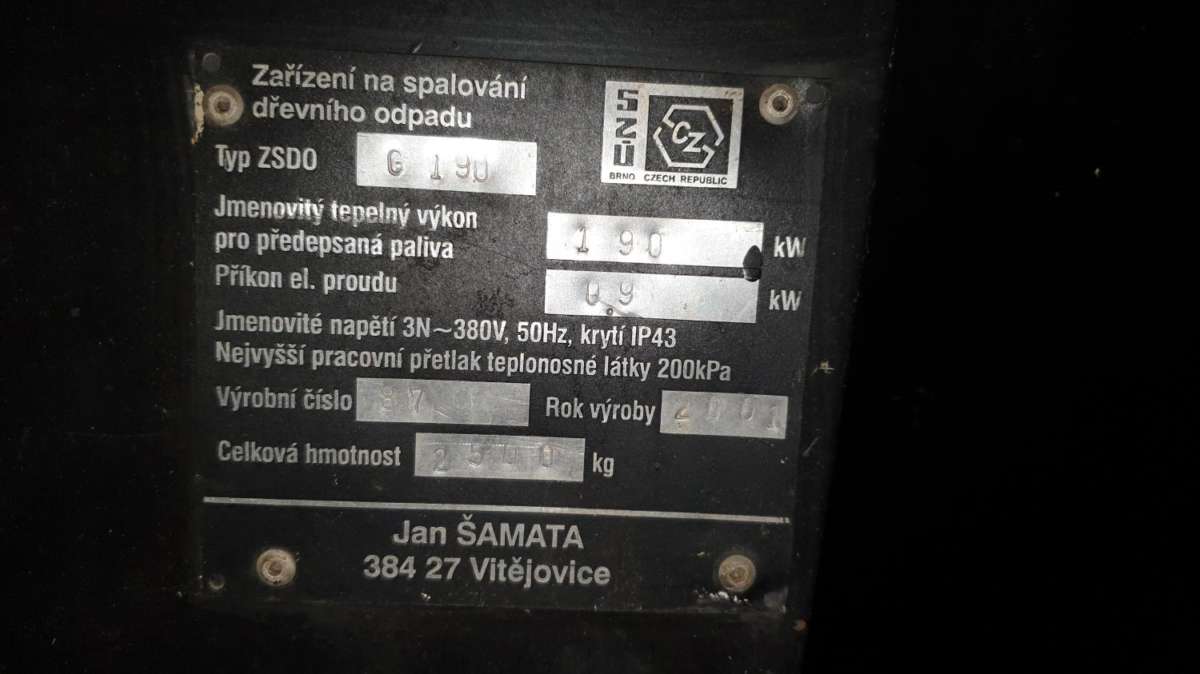 Zařízení na spalování
dřevního odpadu
SZÚ
CZ
BRNO CZECH REPUBLIC
Typ ZSDO G 190
Jmenovitý tepelný výkon
pro předepsaná paliva 190 kW
Příkon el. proudu kW
Jmenovité napětí 3N~380V, 50Hz, krytí IP43
Nejvyšší pracovní přetlak teplonosné látky 200kPa
Výrobní číslo Rok výroby 2001
Celková hmotnost 2500 kg
Jan ŠAMATA
384 27 Vitějovice